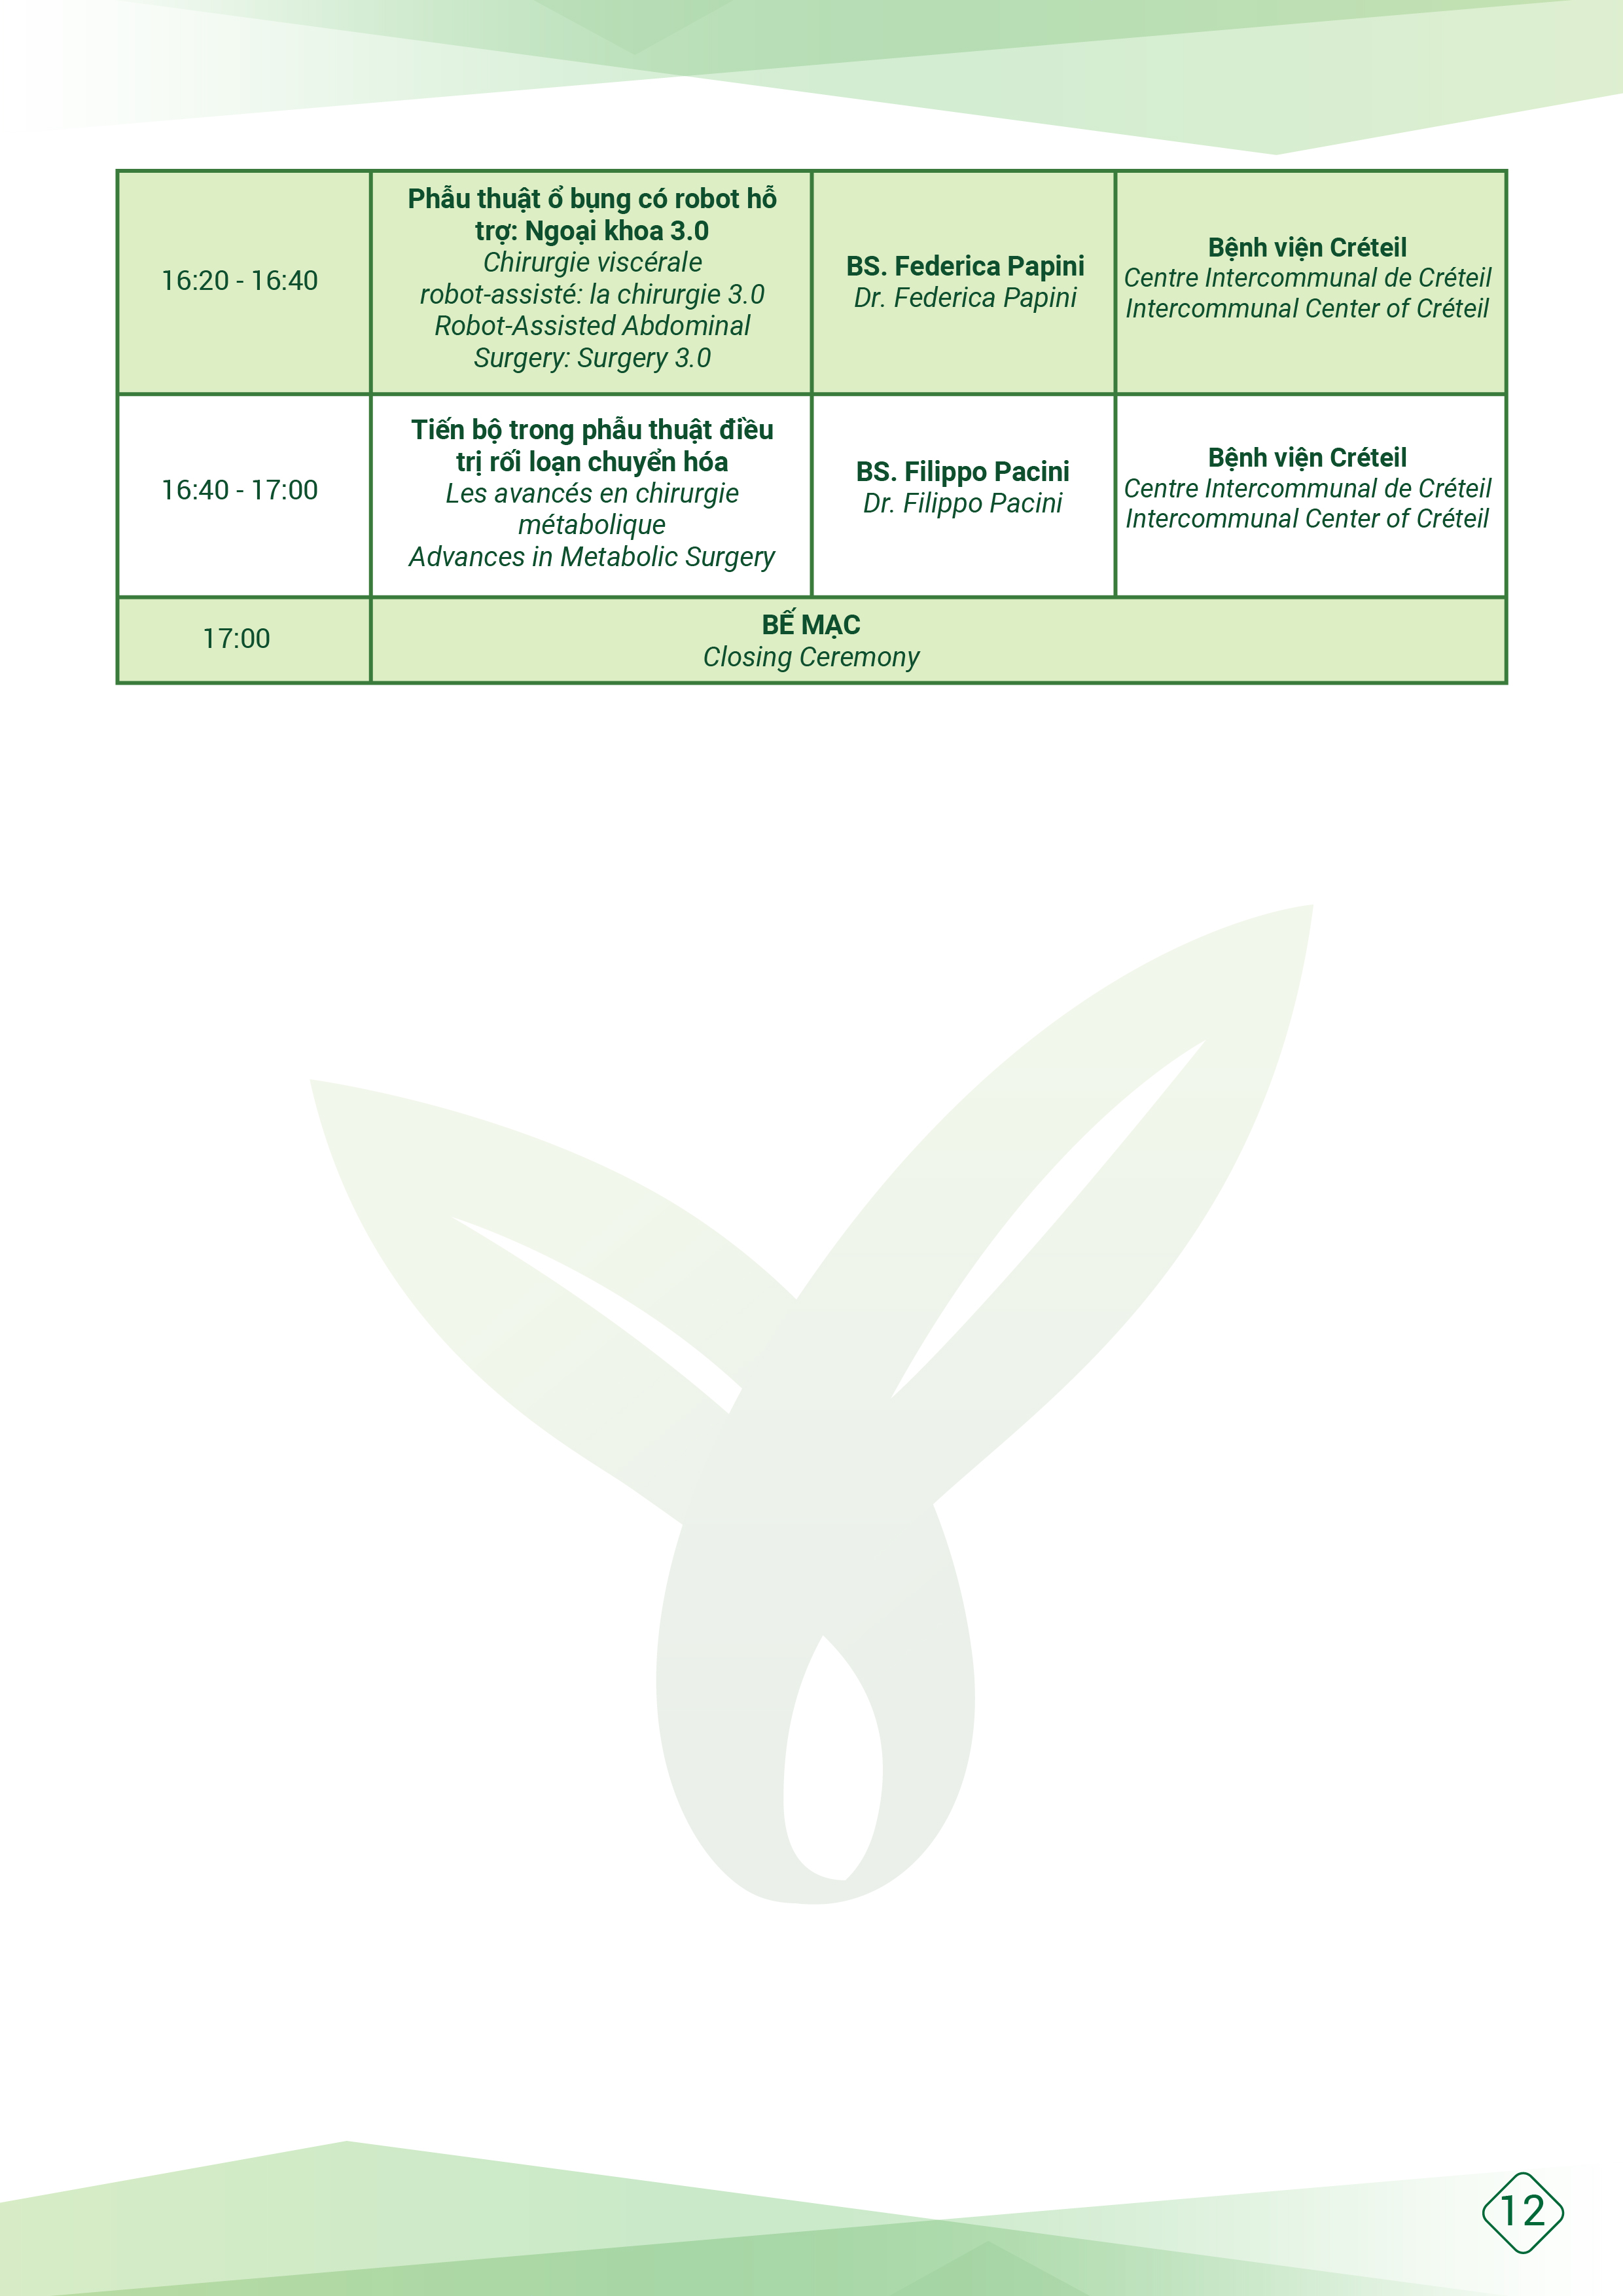 16:20 - 16:40
Phẫu thuật ổ bụng có robot hỗ
trợ: Ngoại khoa 3.0
Chirurgie viscérale
robot-assisté: la chirurgie 3.0
Robot-Assisted Abdominal
Surgery: Surgery 3.0
BS. Federica Papini
Dr. Federica Papini
Bệnh viện Créteil
Centre Intercommunal de Créteil
Intercommunal Center of Créteil
16:40 - 17:00
Tiến bộ trong phẫu thuật điều
trị rối loạn chuyển hóa
Les avancés en chirurgie
métabolique
Advances in Metabolic Surgery
BS. Filippo Pacini
Dr. Filippo Pacini
Bệnh viện Créteil
Centre Intercommunal de Créteil
Intercommunal Center of Créteil
17:00
BẾ MẠC
Closing Ceremony
12